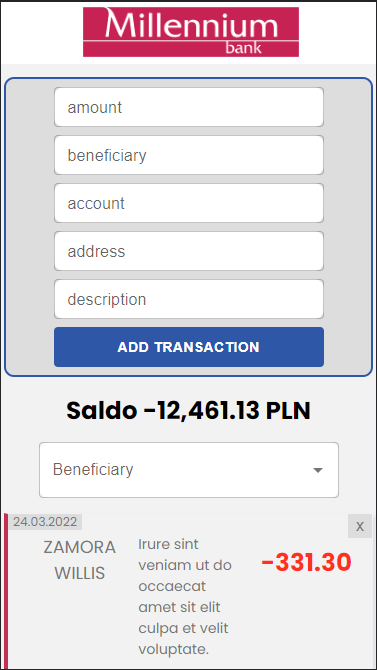 Millennium
bank
amount
beneficiary
account
address
description
ADD TRANSACTION
Saldo -12,461.13 PLN
Beneficiary
24.03.2022
X
ZAMORA
WILLIS
Irure sint
veniam ut do
occaecat
amet sit elit
culpa et velit
voluptate.
-331.30